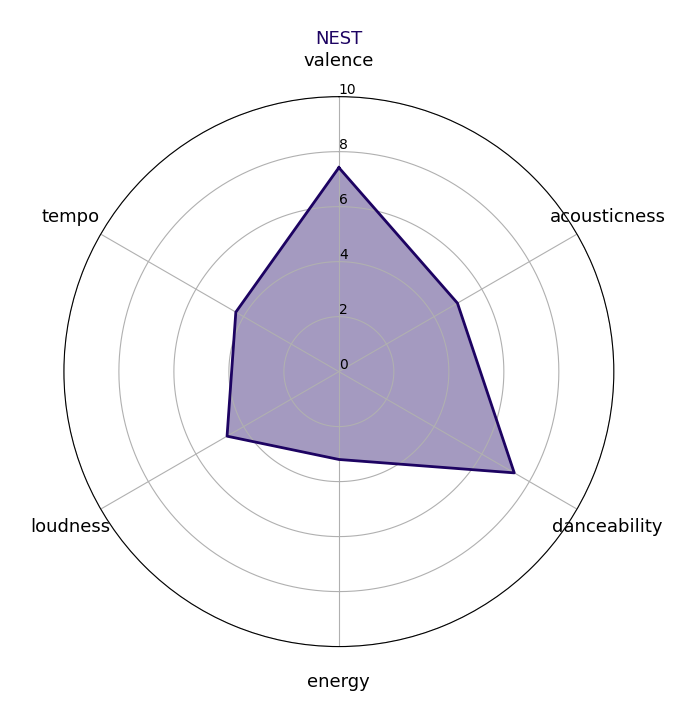 NEST
valence
10
8
tempo
acousticness
6
4
2
0
loudness
danceability
energy